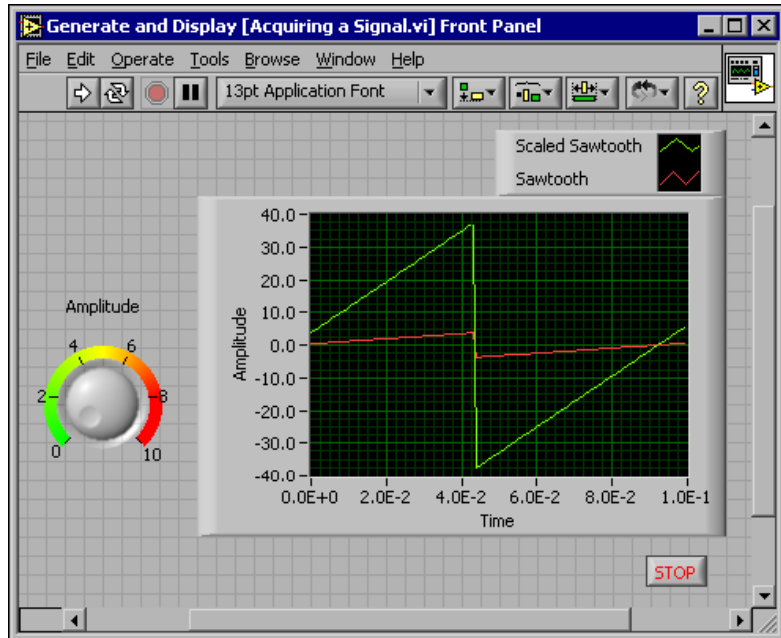 Generate and Display [Acquiring a Signal.vi] Front Panel
File Edit Operate Tools Browse Window Help
13pt Application Font
?
Scaled Sawtooth
Sawtooth
Amplitude
0
2
4
6
8
10
Amplitude
40.0
30.0
20.0
10.0
0.0
-10.0
-20.0
-30.0
-40.0
0.0E+0 2.0E-2 4.0E-2 6.0E-2 8.0E-2 1.0E-1
Time
STOP